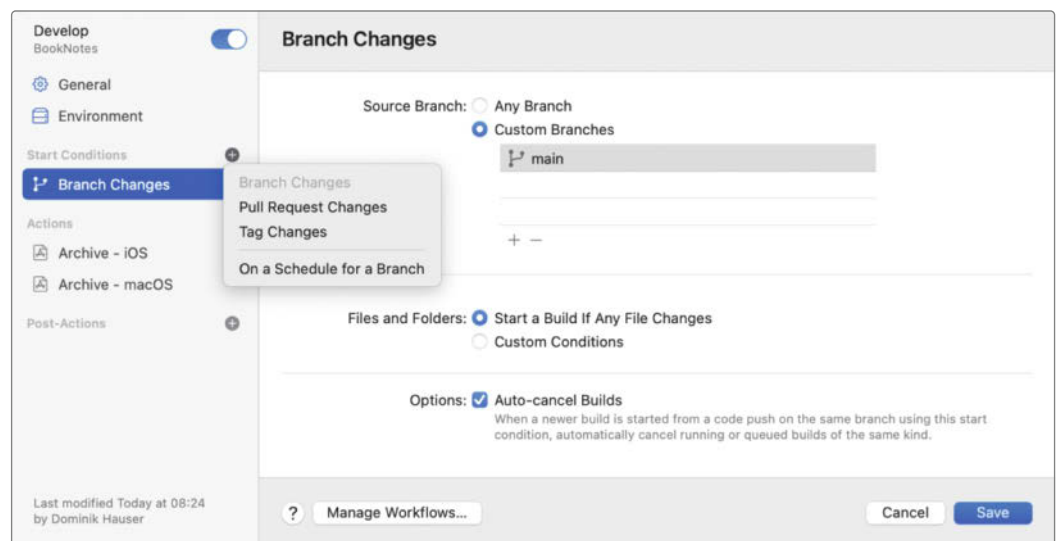 Develop
BookNotes
General
Environment
Start Conditions
Branch Changes
Actions
Archive - iOS
Archive - macOS
Post-Actions
Last modified Today at 08:24
by Dominik Hauser
Branch Changes
Pull Request Changes
Tag Changes
On a Schedule for a Branch
Branch Changes
Source Branch: Any Branch
Custom Branches
main
+ −
Files and Folders: Start a Build If Any File Changes
Custom Conditions
Options: Auto-cancel Builds
When a newer build is started from a code push on the same branch using this start
condition, automatically cancel running or queued builds of the same kind.
? Manage Workflows... Cancel Save